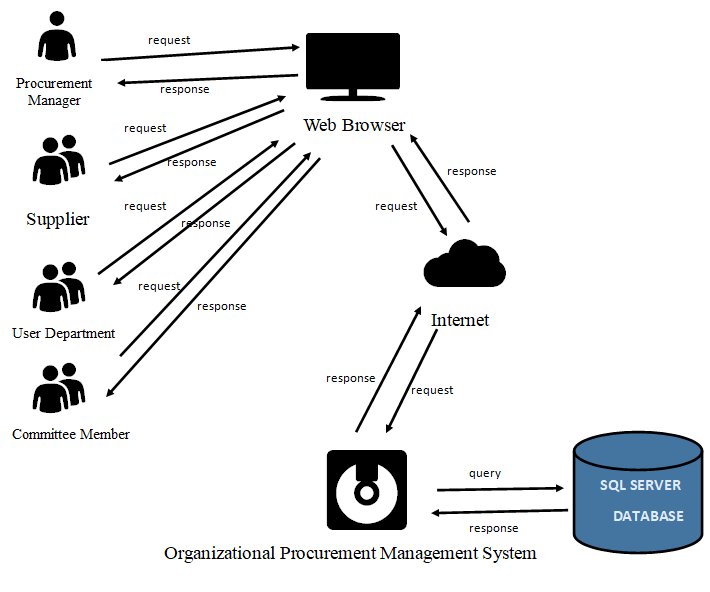 request
response
Procurement
Manager
Web Browser
request
response
Supplier
request
response
request
response
User Department
Committee Member
request
response
Internet
response
request
query
response
SQL SERVER
DATABASE
Organizational Procurement Management System